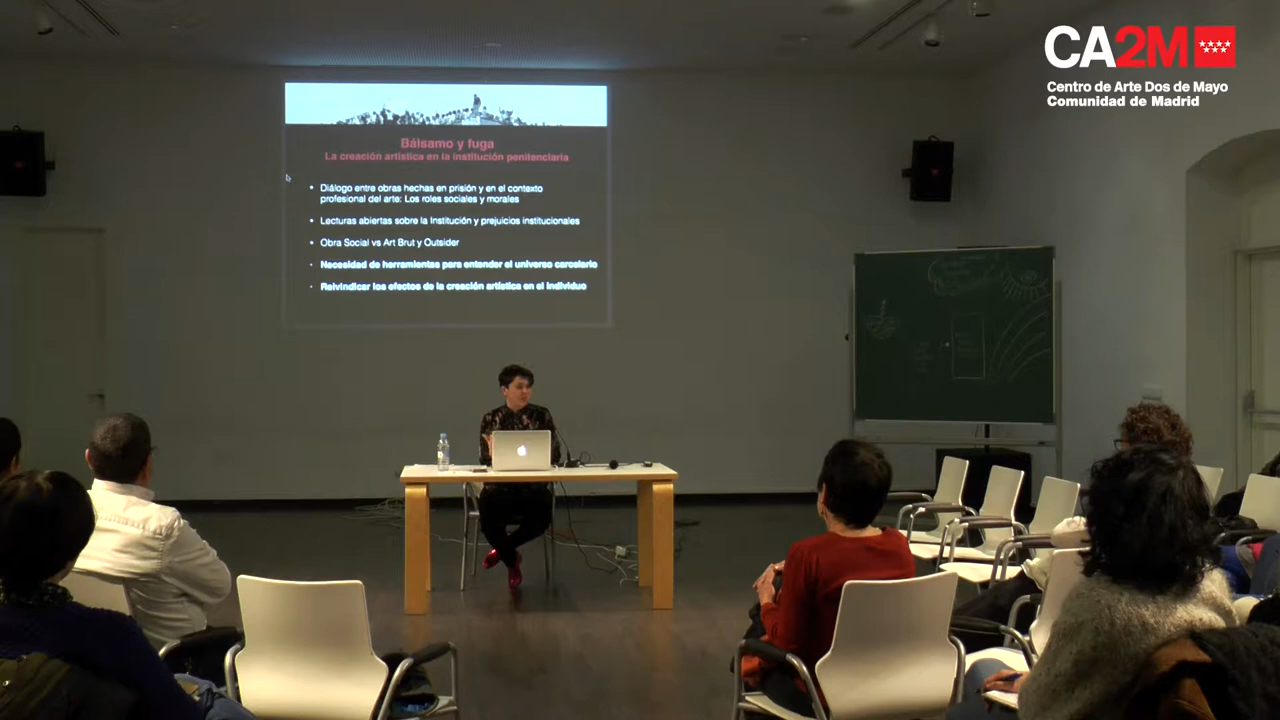 CA2M
Centro de Arte Dos de Mayo
Comunidad de Madrid
Bálsamo y fuga
La creación artística en la institución penitenciaria
• Diálogo entre obras hechas en prisión y en el contexto
profesional del arte: Los roles sociales y morales
• Lecturas abiertas sobre la Institución y prejuicios institucionales
• Obra Social vs Art Brut y Outsider
• Necesidad de herramientas para entender el universo carcelario
• Reivindicar los efectos de la creación artística en el individuo